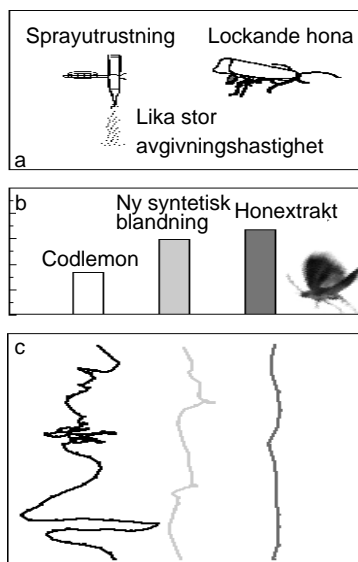 Sprayutrustning
Lockande hona
Lika stor
avgivningshastighet
a
b
Ny syntetisk
blandning
Honextrakt
Codlemon
c